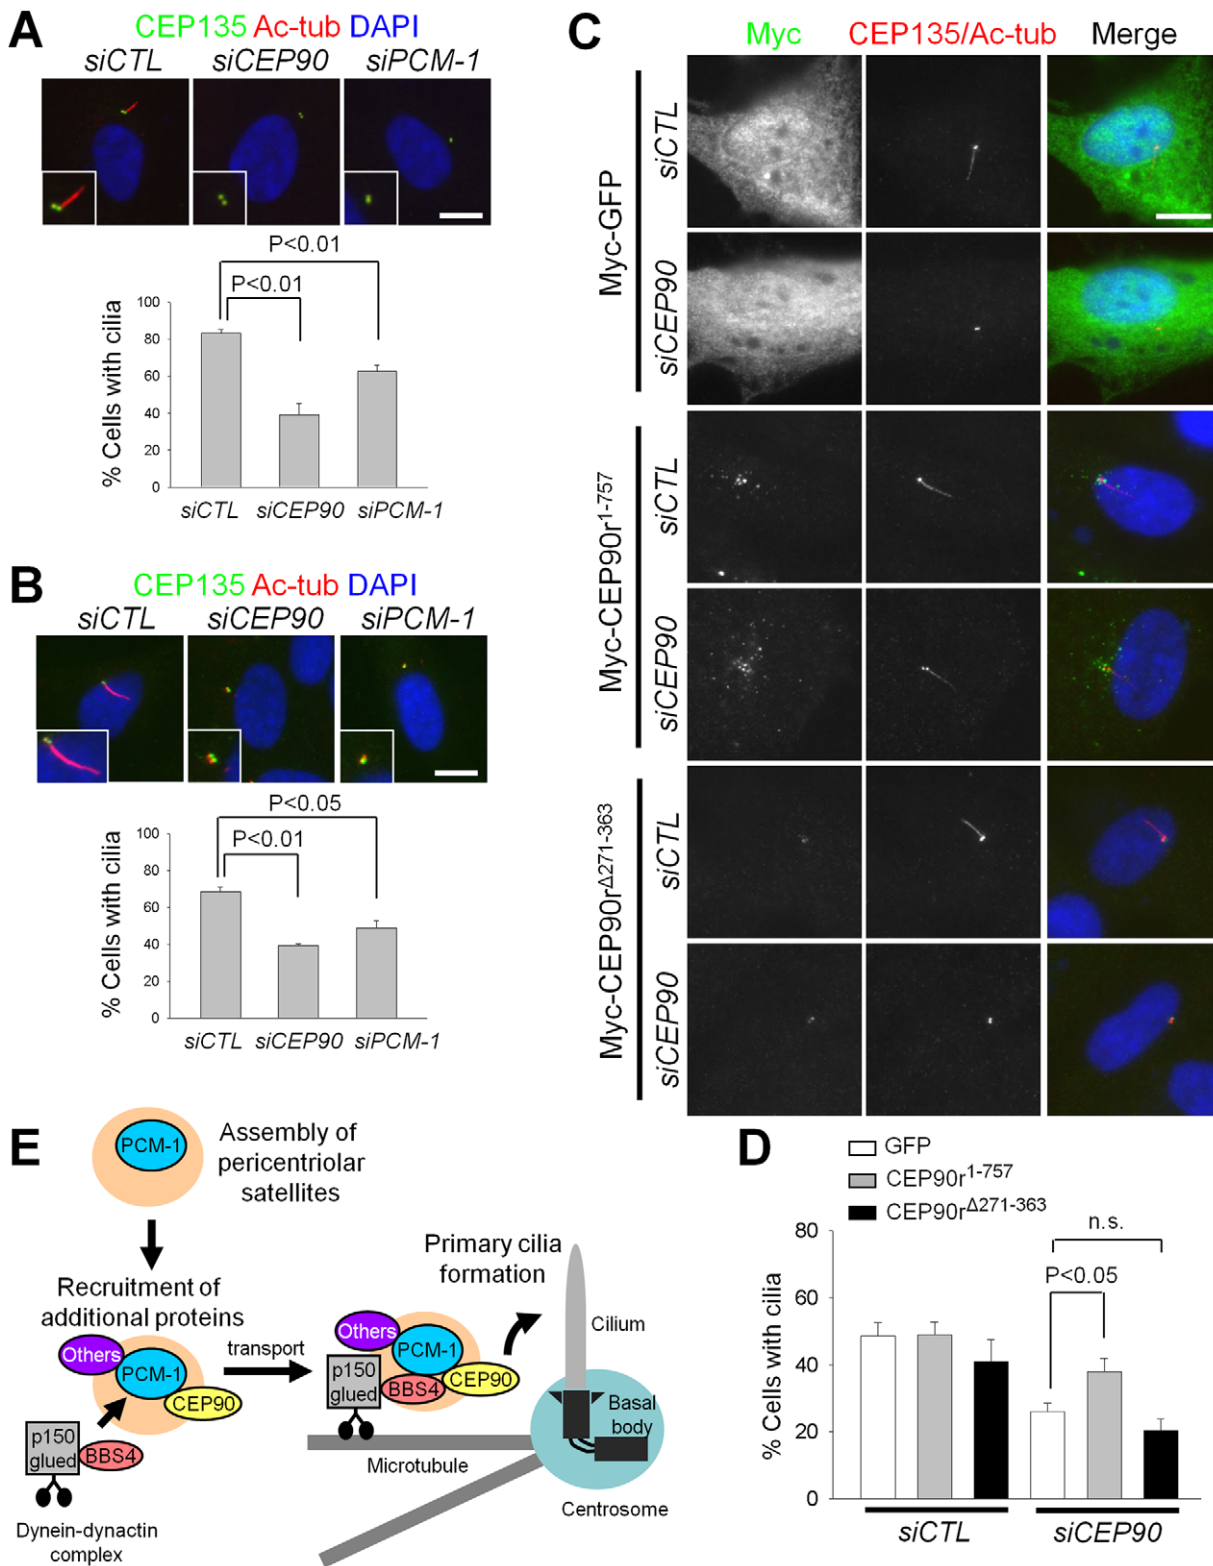 A
CEP135 Ac-tub DAPI
siCTL siCEP90 siPCM-1
P<0.01
P<0.01
% Cells with cilia
100
80
60
40
20
0
siCTL siCEP90 siPCM-1
B
CEP135 Ac-tub DAPI
siCTL siCEP90 siPCM-1
P<0.05
P<0.01
% Cells with cilia
100
80
60
40
20
0
siCTL siCEP90 siPCM-1
C
Myc CEP135/Ac-tub Merge
Myc-GFP
siCTL
siCEP90
Myc-CEP90r1-757
siCTL
siCEP90
Myc-CEP90rΔ271-363
siCTL
siCEP90
E
PCM-1
Assembly of
pericentriolar
satellites
Recruitment of
additional proteins
Others
PCM-1
CEP90
p150
glued
BBS4
Dynein-dynactin
complex
transport
Others
PCM-1
p150
glued
BBS4
CEP90
Microtubule
Primary cilia
formation
Cilium
Basal
body
Centrosome
D
GFP
CEP90r1-757
CEP90rΔ271-363
n.s.
P<0.05
% Cells with cilia
80
60
40
20
0
siCTL siCEP90